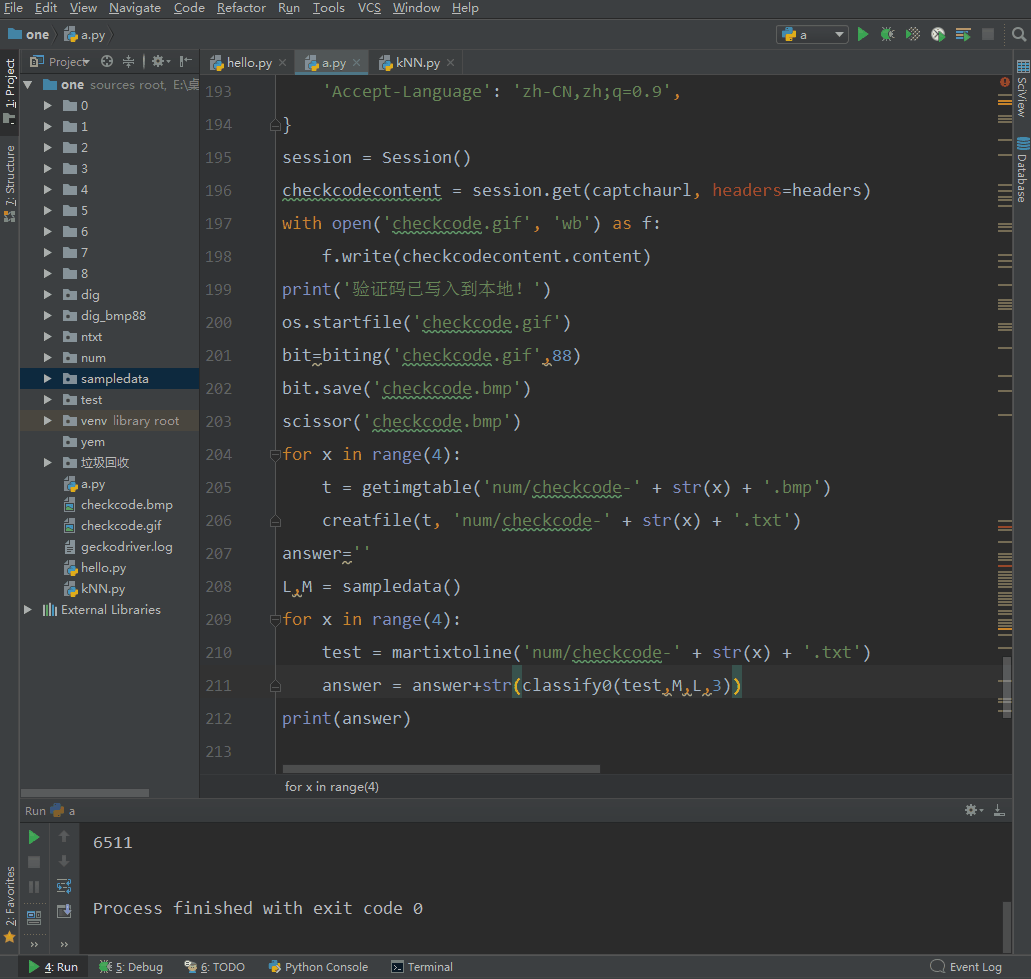 File Edit View Navigate Code Refactor Run Tools VCS Window Help
one a.py a
1: Project
Project
hello.py a.py kNN.py
one sources root, E:\桌
0
1
2
3
4
5
6
7
8
dig
dig_bmp88
ntxt
num
sampledata
test
venv library root
yem
垃圾回收
a.py
checkcode.bmp
checkcode.gif
geckodriver.log
hello.py
kNN.py
External Libraries
Z: Structure
2: Favorites
SciView
Database
193 'Accept-Language': 'zh-CN,zh;q=0.9',
194 }
195 session = Session()
196 checkcodecontent = session.get(captchaurl, headers=headers)
197 with open('checkcode.gif', 'wb') as f:
198 f.write(checkcodecontent.content)
199 print('验证码已写入到本地！')
200 os.startfile('checkcode.gif')
201 bit=biting('checkcode.gif',88)
202 bit.save('checkcode.bmp')
203 scissor('checkcode.bmp')
204 for x in range(4):
205 t = getimgtable('num/checkcode-' + str(x) + '.bmp')
206 creatfile(t, 'num/checkcode-' + str(x) + '.txt')
207 answer=''
208 L,M = sampledata()
209 for x in range(4):
210 test = martixtoline('num/checkcode-' + str(x) + '.txt')
211 answer = answer+str(classify0(test,M,L,3))
212 print(answer)
213
for x in range(4)
Run a
6511
Process finished with exit code 0
4: Run 5: Debug 6: TODO Python Console Terminal Event Log